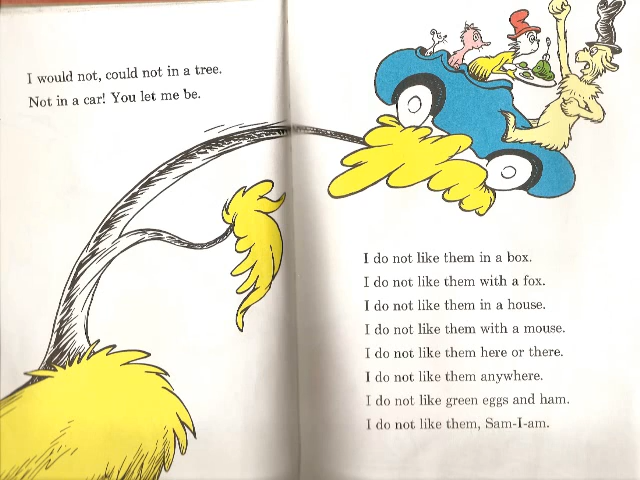 I would not, could not in a tree.
Not in a car! You let me be.
I do not like them in a box.
I do not like them with a fox.
I do not like them in a house.
I do not like them with a mouse.
I do not like them here or there.
I do not like them anywhere.
I do not like green eggs and ham.
I do not like them, Sam-I-am.